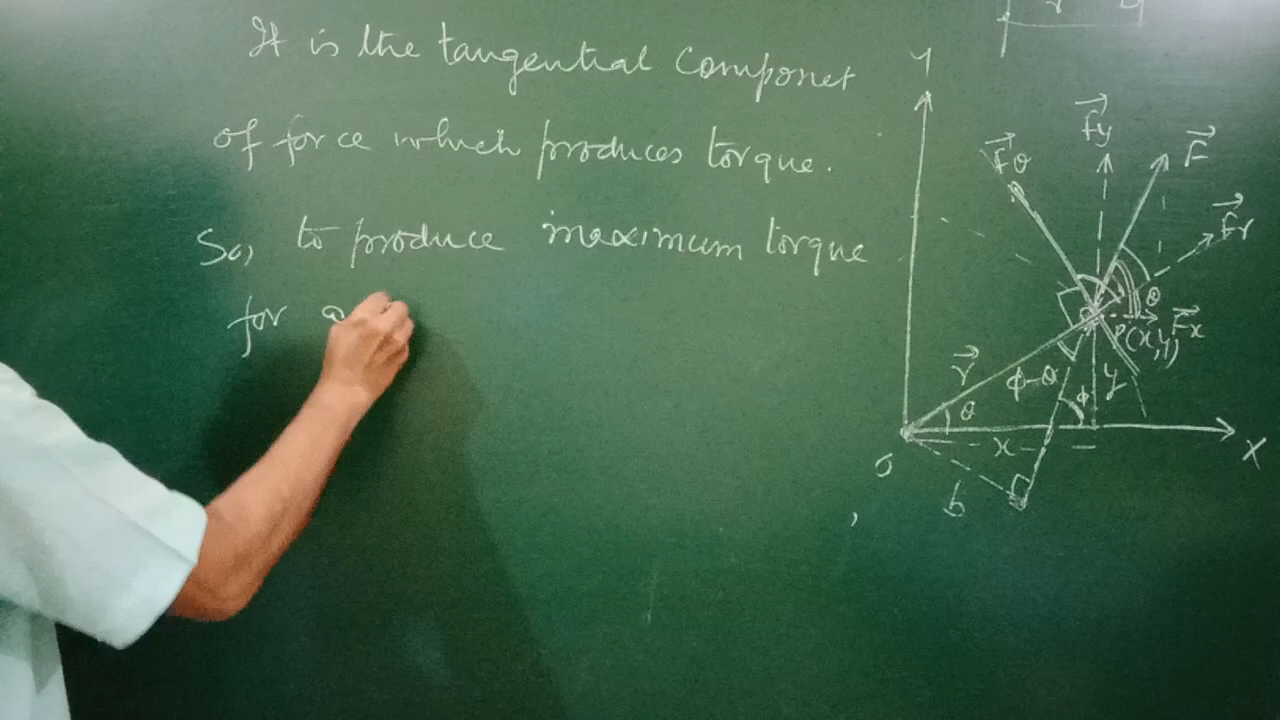 It is the tangential componet
of force which produces torque.
So, to produce maximum torque
for a
Y
F⃗y
F⃗
F⃗θ
F⃗r
θ
F⃗x
P(x,y)
r⃗
ϕ-θ
y
θ
ϕ
x
X
O
b